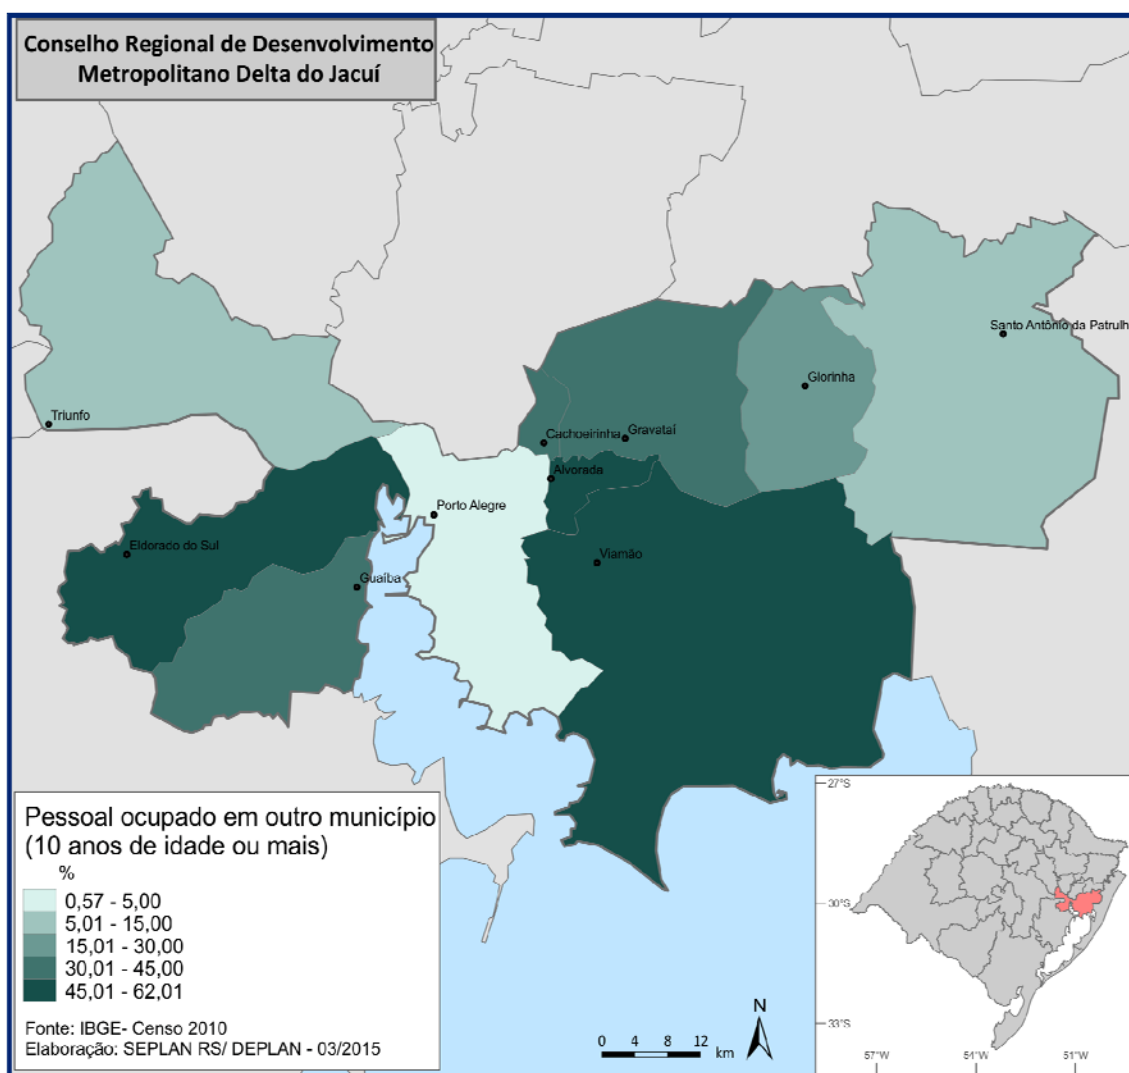 Conselho Regional de Desenvolvimento
Metropolitano Delta do Jacuí
Santo Antônio da Patrulh
Glorinha
Triunfo
Cachoeirinha
Gravataí
Alvorada
Porto Alegre
Eldorado do Sul
Viamão
Guaíba
Pessoal ocupado em outro município
(10 anos de idade ou mais)
%
0,57 - 5,00
5,01 - 15,00
15,01 - 30,00
30,01 - 45,00
45,01 - 62,01
Fonte: IBGE- Censo 2010
Elaboração: SEPLAN RS/ DEPLAN - 03/2015
0 4 8 12
km
N
27°S
30°S
33°S
57°W 54°W 51°W